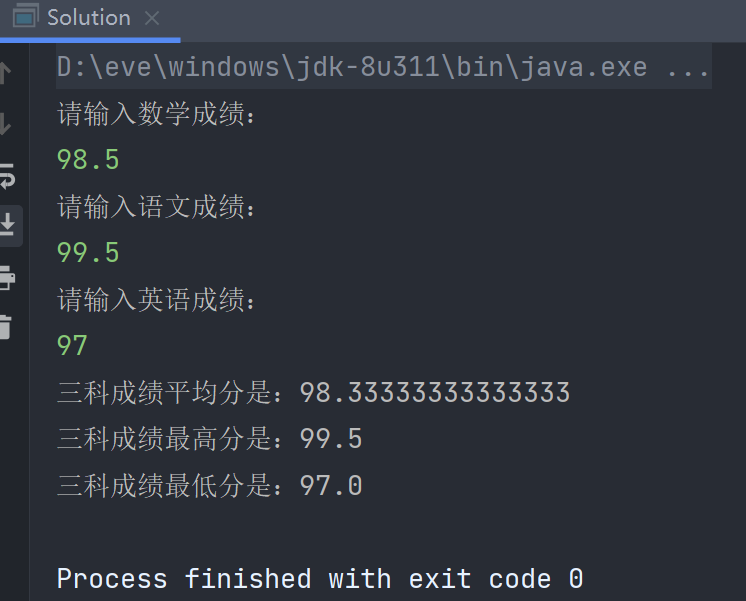 Solution
D:\eve\windows\jdk-8u311\bin\java.exe ...
请输入数学成绩:
98.5
请输入语文成绩:
99.5
请输入英语成绩:
97
三科成绩平均分是: 98.33333333333333
三科成绩最高分是: 99.5
三科成绩最低分是: 97.0
Process finished with exit code 0